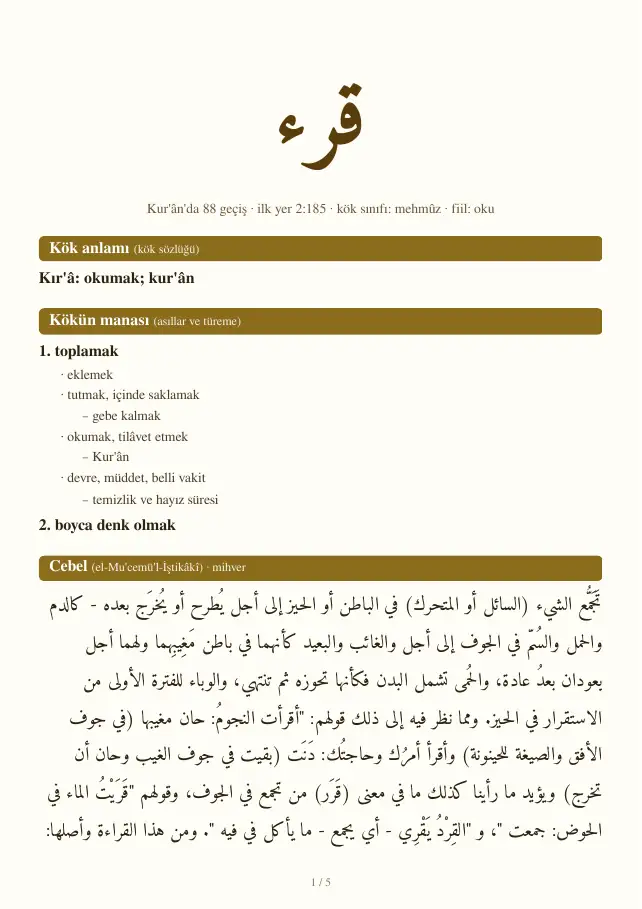 قرء
Kur'ân'da 88 geçiş · ilk yer 2:185 · kök sınıfı: mehmûz · fiil: oku
Kök anlamı (kök sözlüğü)
Kır'â: okumak; kur'ân
Kökün manası (asıllar ve türeme)
1. toplamak
· eklemek
· tutmak, içinde saklamak
– gebe kalmak
· okumak, tilâvet etmek
– Kur'ân
· devre, müddet, belli vakit
– temizlik ve hayız süresi
2. boyca denk olmak
Cebel (el-Mu'cemü'l-İştikâkî) · mihver
تَجَمُّع الشيء (السائل أو المتحرك) في الباطن أو الحيز إلى أجل يُطرح أو يُخرَج بعده - كالدم
والحمل والسُمّ في الجوف إلى أجل والغائب والبعيد كأنهما في باطن مَغِيبِهِما ولهما أجل
يعودان بعدُ عادة، والحُمى تشمل البدن فكأنها تحوزه ثم تنتهي، والوباء للفترة الأولى من
الاستقرار في الحيز. ومما نظر فيه إلى ذلك قولهم: "أقرأت النجومُ: حان مغيبها (في جوف
الأفق والصيغة للحينونة) وأقرأ أمرُك وحاجتُك: دَنَت (بقيت في جوف الغيب وحان أن
تخرج) ويؤيد ما رأينا كذلك ما في معنى (قَرَر) من تجمع في الجوف، وقولهم "قَرَيْتُ الماء في
الحوض: جمعت "، و "القِرْدُ يَقْرِي - أي يجمع - ما يأكل في فيه ". ومن هذا القراءة وأصلها:
1 / 5